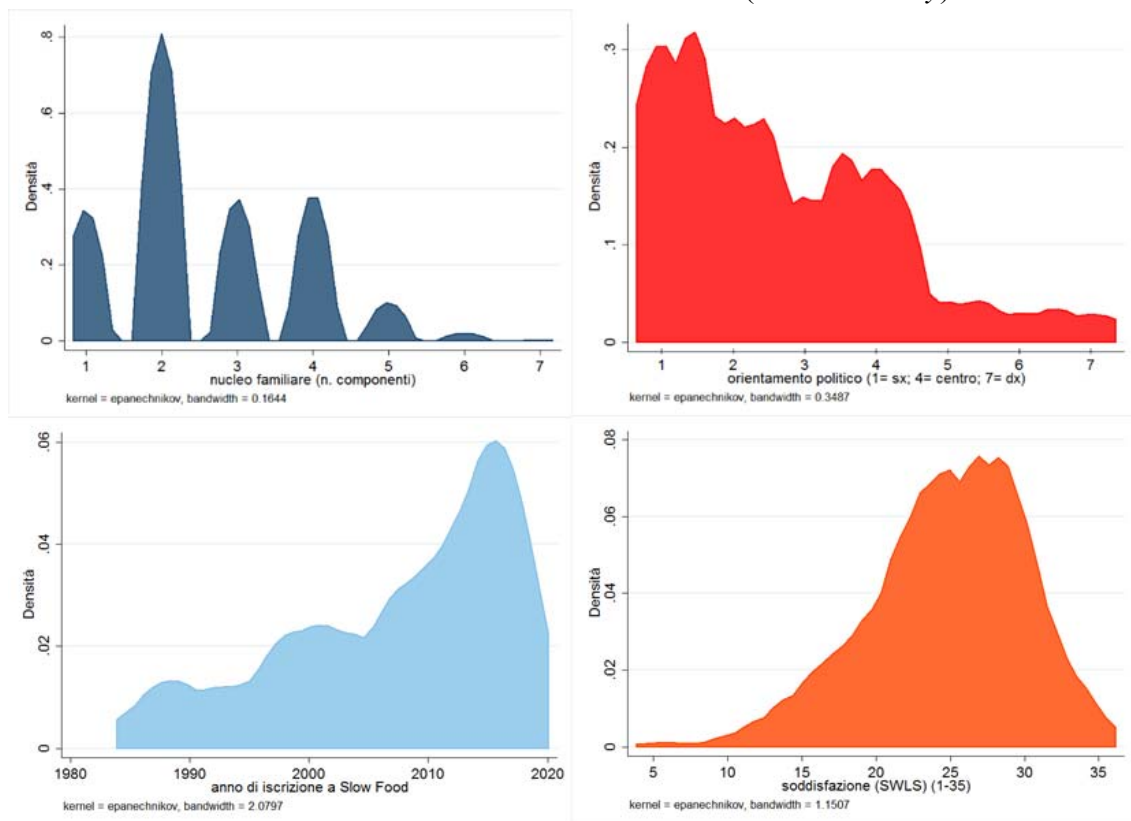 Densità
.8
.6
.4
.2
0
1 2 3 4 5 6 7
nucleo familiare (n. componenti)
kernel = epanechnikov, bandwidth = 0.1644
Densità
.3
.2
.1
0
1 2 3 4 5 6 7
orientamento politico (1= sx; 4= centro; 7= dx)
kernel = epanechnikov, bandwidth = 0.3487
Densità
.06
.04
.02
0
1980 1990 2000 2010 2020
anno di iscrizione a Slow Food
kernel = epanechnikov, bandwidth = 2.0797
Densità
.08
.06
.04
.02
0
5 10 15 20 25 30 35
soddisfazione (SWLS) (1-35)
kernel = epanechnikov, bandwidth = 1.1507